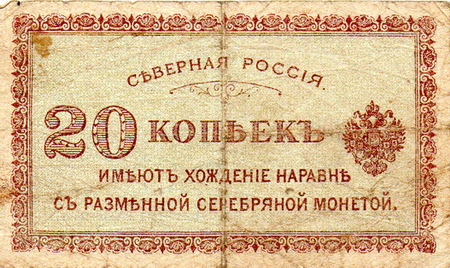 СѢВЕРНАЯ РОССІЯ.
20 КОПѢЕКЪ
ИМѢЮТЪ ХОЖДЕНІЕ НАРАВНѢ
СЪ РАЗМѢННОЙ СЕРЕБРЯНОЙ МОНЕТОЙ.